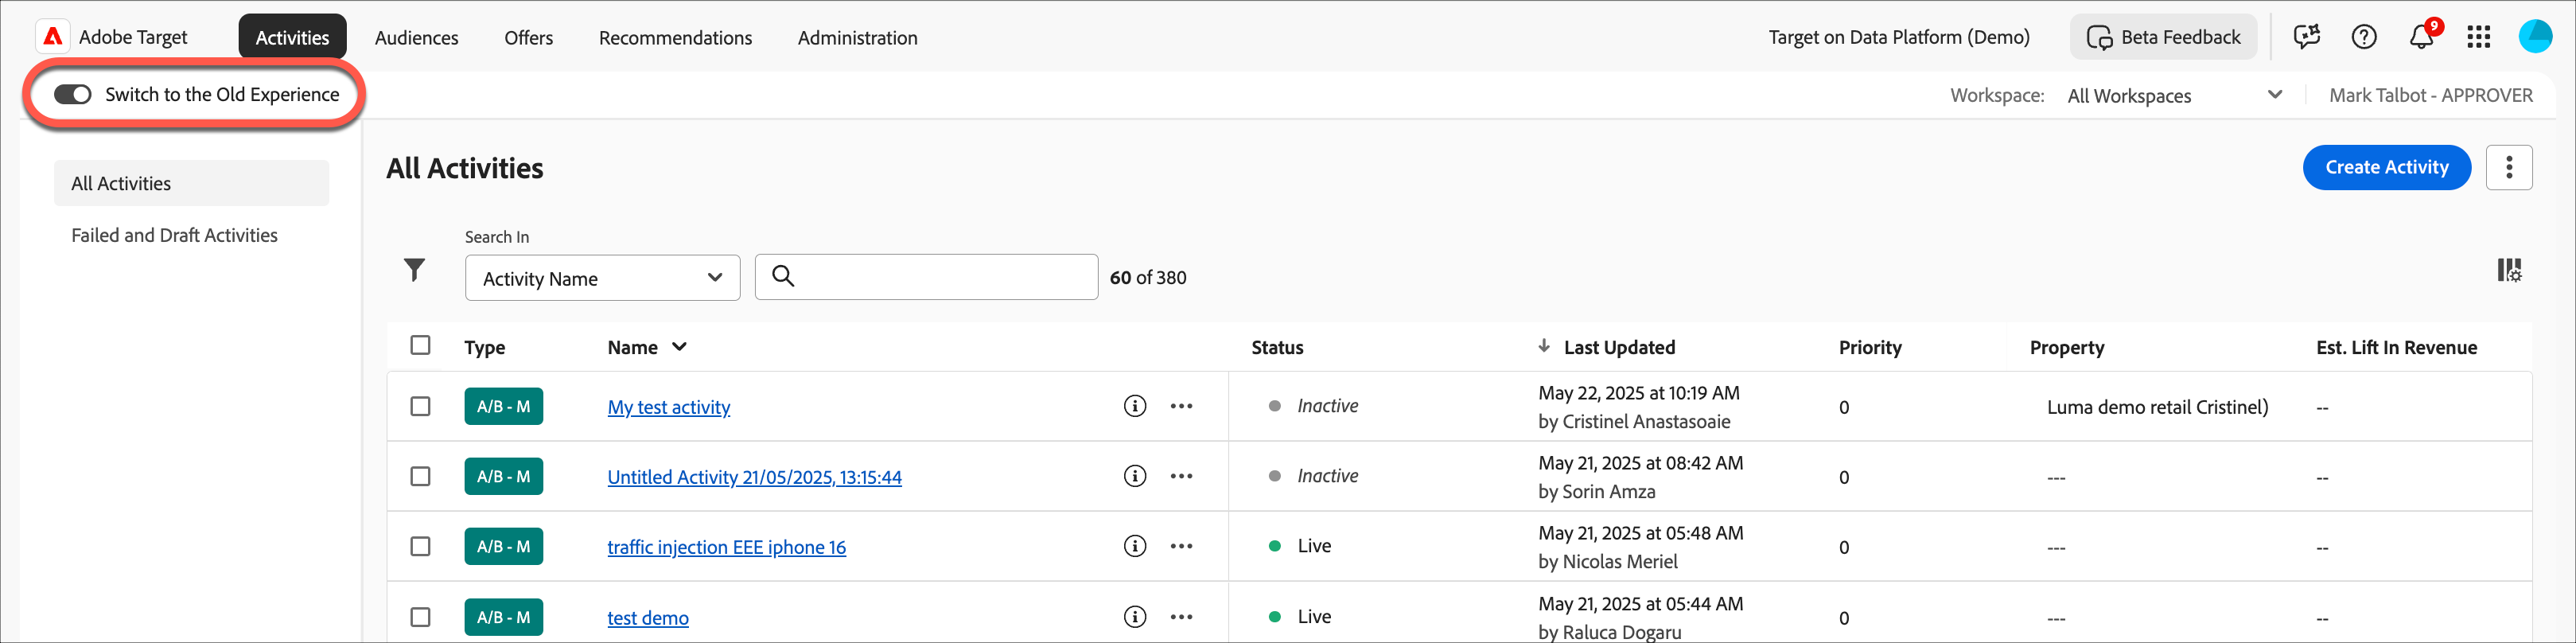 Adobe Target Activities Audiences Offers Recommendations Administration Target on Data Platform (Demo) Beta Feedback 9
Switch to the Old Experience Workspace: All Workspaces Mark Talbot - APPROVER
All Activities
Failed and Draft Activities
All Activities Create Activity
Search In
Activity Name 60 of 380
Type Name Status Last Updated Priority Property Est. Lift In Revenue
A/B - M My test activity Inactive May 22, 2025 at 10:19 AM 0 Luma demo retail Cristinel) --
by Cristinel Anastasoaie
A/B - M Untitled Activity 21/05/2025, 13:15:44 Inactive May 21, 2025 at 08:42 AM 0 --- --
by Sorin Amza
A/B - M traffic injection EEE iphone 16 Live May 21, 2025 at 05:48 AM 0 --- --
by Nicolas Meriel
A/B - M test demo Live May 21, 2025 at 05:44 AM 0 --- --
by Raluca Dogaru